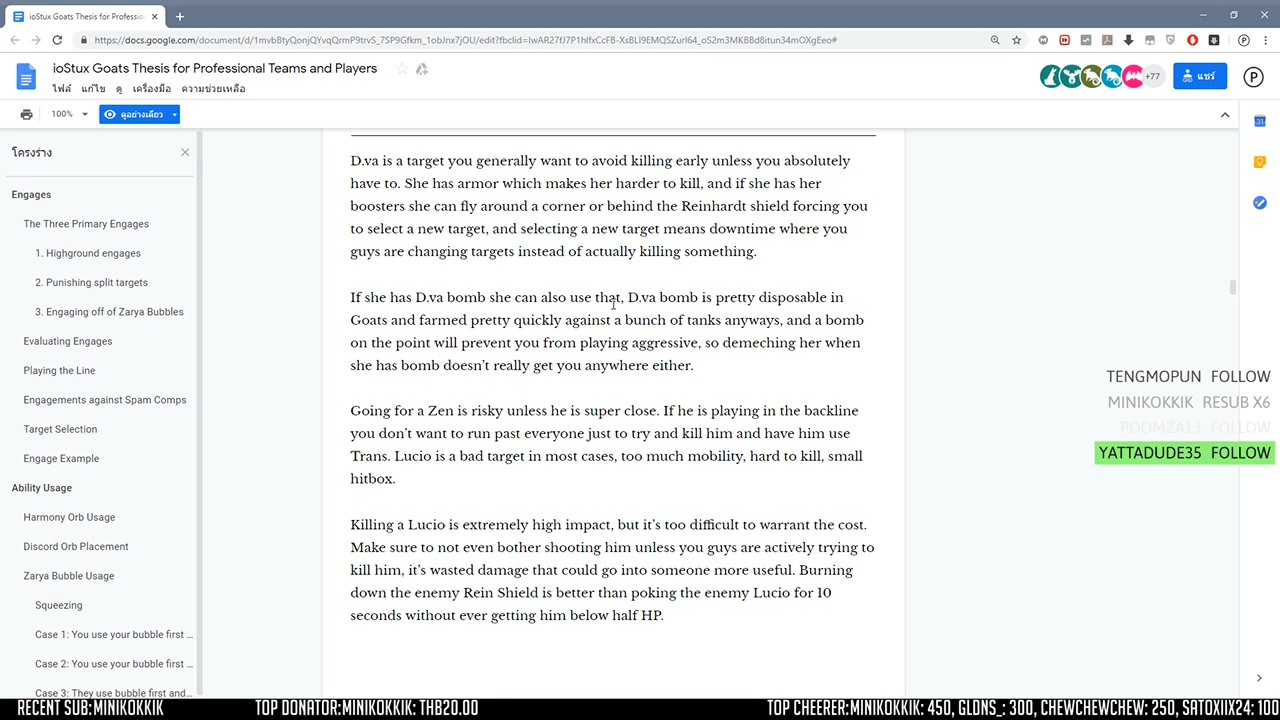 ioStux Goats Thesis for Professio
https://docs.google.com/document/d/1mvbBtyQonjQYvqQrmP9trvS_7SP9Gfkm_1obJnx7jOU/edit?fbclid=IwAR27fJ7P1hlfxCcFB-XsBLl9EMQSZurl64_oS2m3MKBBd8itun34mOXgEeo#
ioStux Goats Thesis for Professional Teams and Players
ไฟล์ แก้ไข ดู เครื่องมือ ความช่วยเหลือ
+77
แชร์
P
100%
ดูอย่างเดียว
โครงร่าง
Engages
The Three Primary Engages
1. Highground engages
2. Punishing split targets
3. Engaging off of Zarya Bubbles
Evaluating Engages
Playing the Line
Engagements against Spam Comps
Target Selection
Engage Example
Ability Usage
Harmony Orb Usage
Discord Orb Placement
Zarya Bubble Usage
Squeezing
Case 1: You use your bubble first ...
Case 2: You use your bubble first ...
Case 3: They use bubble first and...
D.va is a target you generally want to avoid killing early unless you absolutely
have to. She has armor which makes her harder to kill, and if she has her
boosters she can fly around a corner or behind the Reinhardt shield forcing you
to select a new target, and selecting a new target means downtime where you
guys are changing targets instead of actually killing something.
If she has D.va bomb she can also use that, D.va bomb is pretty disposable in
Goats and farmed pretty quickly against a bunch of tanks anyways, and a bomb
on the point will prevent you from playing aggressive, so demeching her when
she has bomb doesn’t really get you anywhere either.
Going for a Zen is risky unless he is super close. If he is playing in the backline
you don’t want to run past everyone just to try and kill him and have him use
Trans. Lucio is a bad target in most cases, too much mobility, hard to kill, small
hitbox.
Killing a Lucio is extremely high impact, but it’s too difficult to warrant the cost.
Make sure to not even bother shooting him unless you guys are actively trying to
kill him, it’s wasted damage that could go into someone more useful. Burning
down the enemy Rein Shield is better than poking the enemy Lucio for 10
seconds without ever getting him below half HP.
TENGMOPUN FOLLOW
MINIKOKKIK RESUB X6
POOMZA13 FOLLOW
YATTADUDE35 FOLLOW
RECENT SUB:MINIKOKKIK TOP DONATOR:MINIKOKKIK: THB20.00 TOP CHEERER:MINIKOKKIK: 450, GLDNS_: 300, CHEWCHEWCHEW: 250, SATOXIIX24: 100